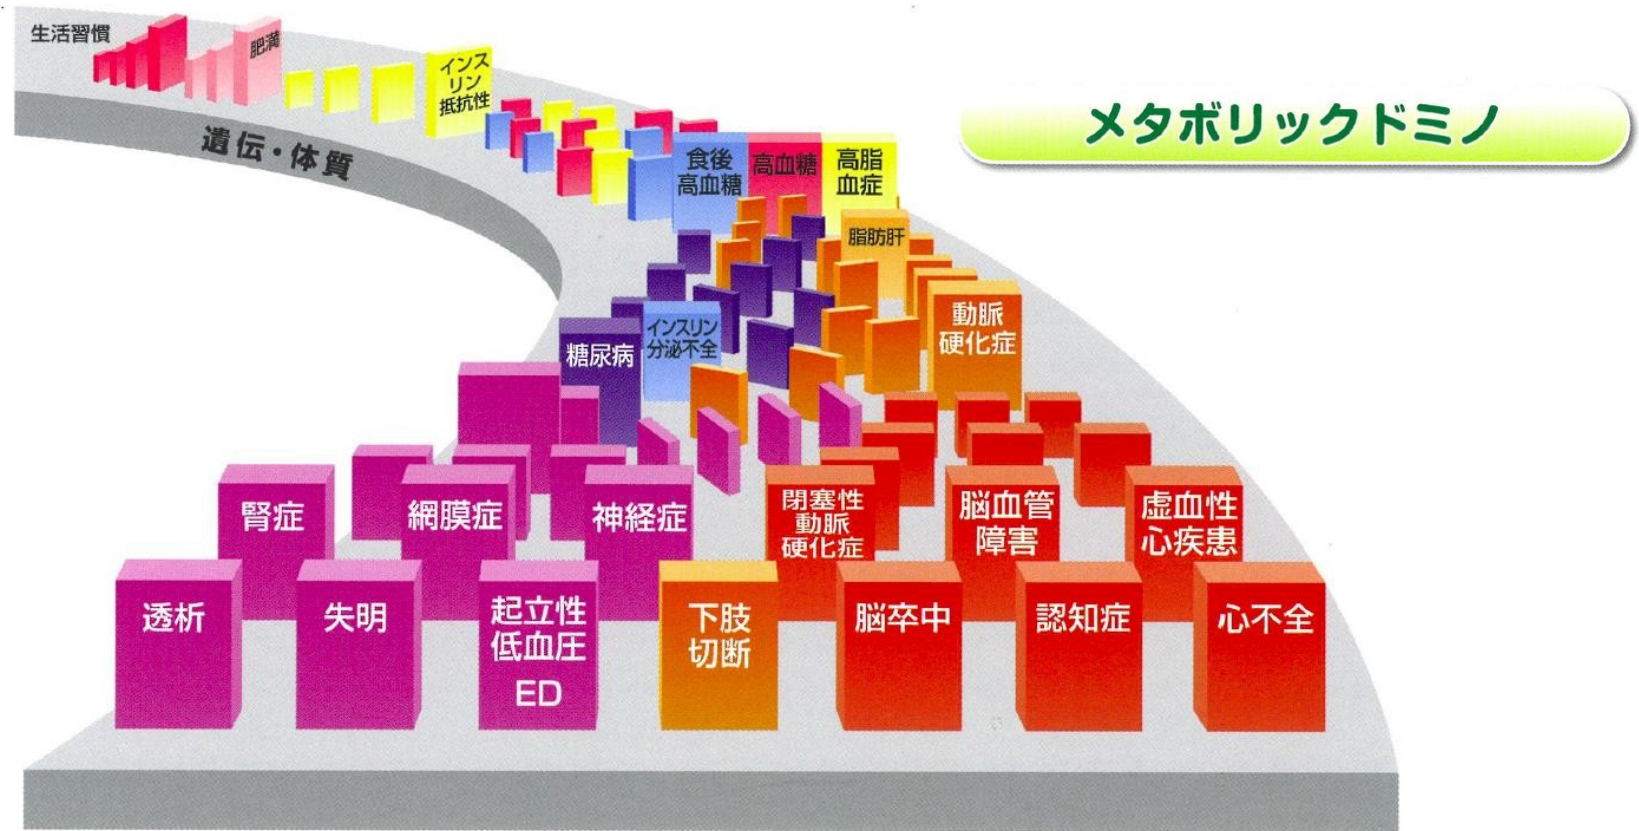 生活習慣
肥満
インス
リン
抵抗性
遺伝・体質
メタボリックドミノ
食後
高血糖
高血糖
高脂
血症
脂肪肝
動脈
硬化症
インスリン
分泌不全
糖尿病
腎症
網膜症
神経症
閉塞性
動脈
硬化症
脳血管
障害
虚血性
心疾患
透析
失明
起立性
低血圧
ED
下肢
切断
脳卒中
認知症
心不全